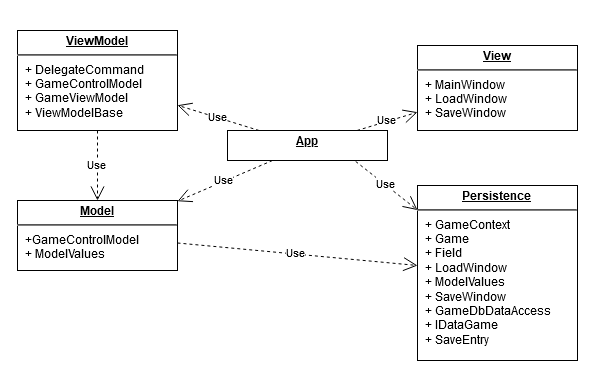 ViewModel
+ DelegateCommand
+ GameControlModel
+ GameViewModel
+ ViewModelBase
View
+ MainWindow
+ LoadWindow
+ SaveWindow
Use
Use
App
Use
Use
Use
Model
+GameControlModel
+ ModelValues
Use
Persistence
+ GameContext
+ Game
+ Field
+ LoadWindow
+ ModelValues
+ SaveWindow
+ GameDbDataAccess
+ IDataGame
+ SaveEntry